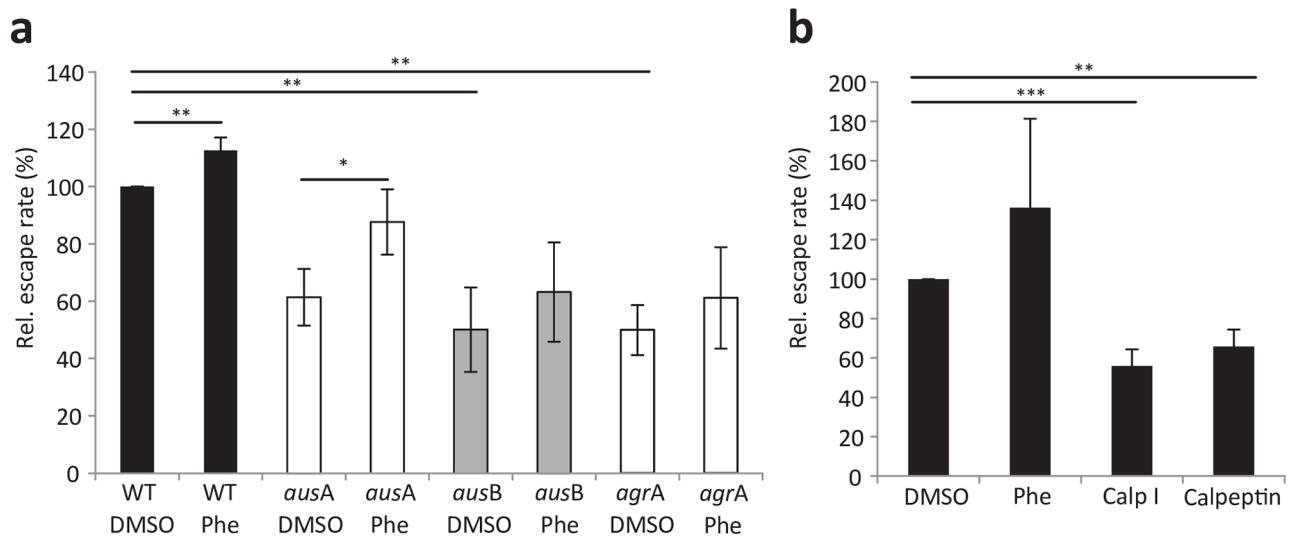 a
Rel. escape rate (%)
140
120
100
80
60
40
20
0
**
**
**
*
WT DMSO
WT Phe
ausA DMSO
ausA Phe
ausB DMSO
ausB Phe
agrA DMSO
agrA Phe
b
Rel. escape rate (%)
200
180
160
140
120
100
80
60
40
20
0
**
***
DMSO
Phe
Calp I
Calpeptin